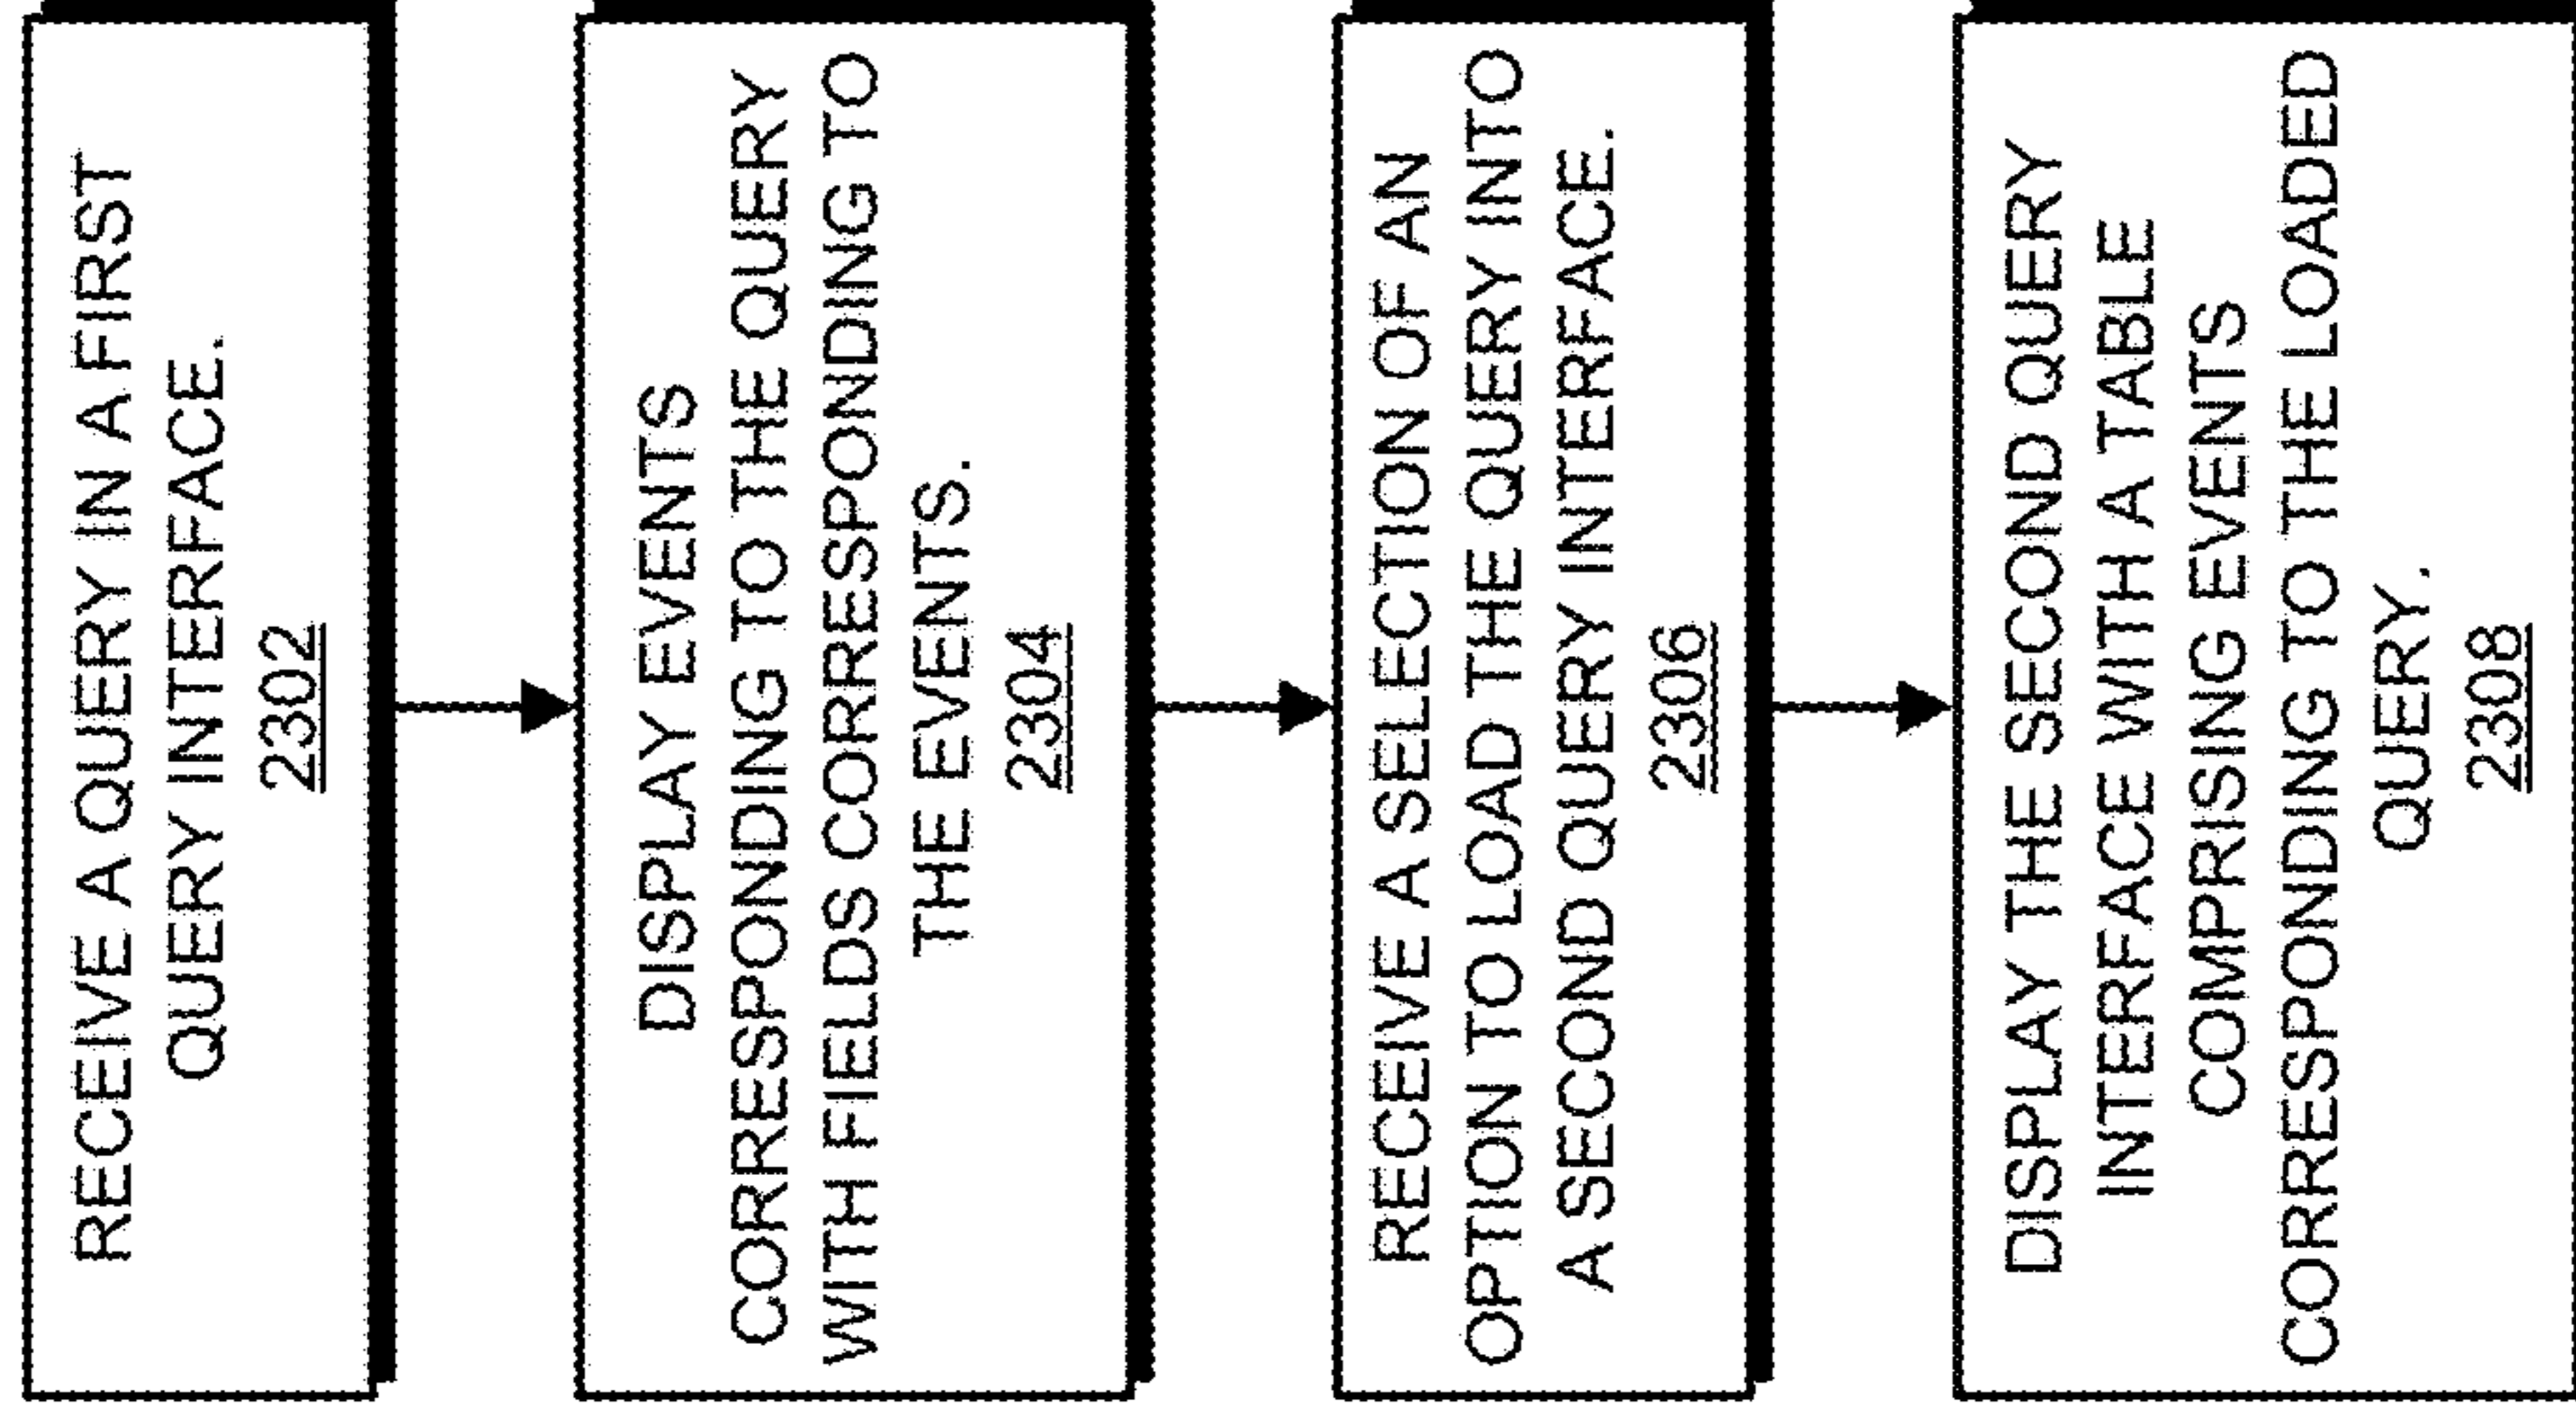 RECEIVE A QUERY IN A FIRST
QUERY INTERFACE.
2302
DISPLAY EVENTS
CORRESPONDING TO THE QUERY
WITH FIELDS CORRESPONDING TO
THE EVENTS.
2304
RECEIVE A SELECTION OF AN
OPTION TO LOAD THE QUERY INTO
A SECOND QUERY INTERFACE.
2306
DISPLAY THE SECOND QUERY
INTERFACE WITH A TABLE
COMPRISING EVENTS
CORRESPONDING TO THE LOADED
QUERY.
2308